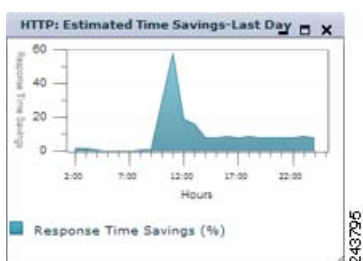 HTTP: Estimated Time Savings-Last Day
Response Time Savings
60
40
20
0
2:00 7:00 12:00 17:00 22:00
Hours
Response Time Savings (%)
243795